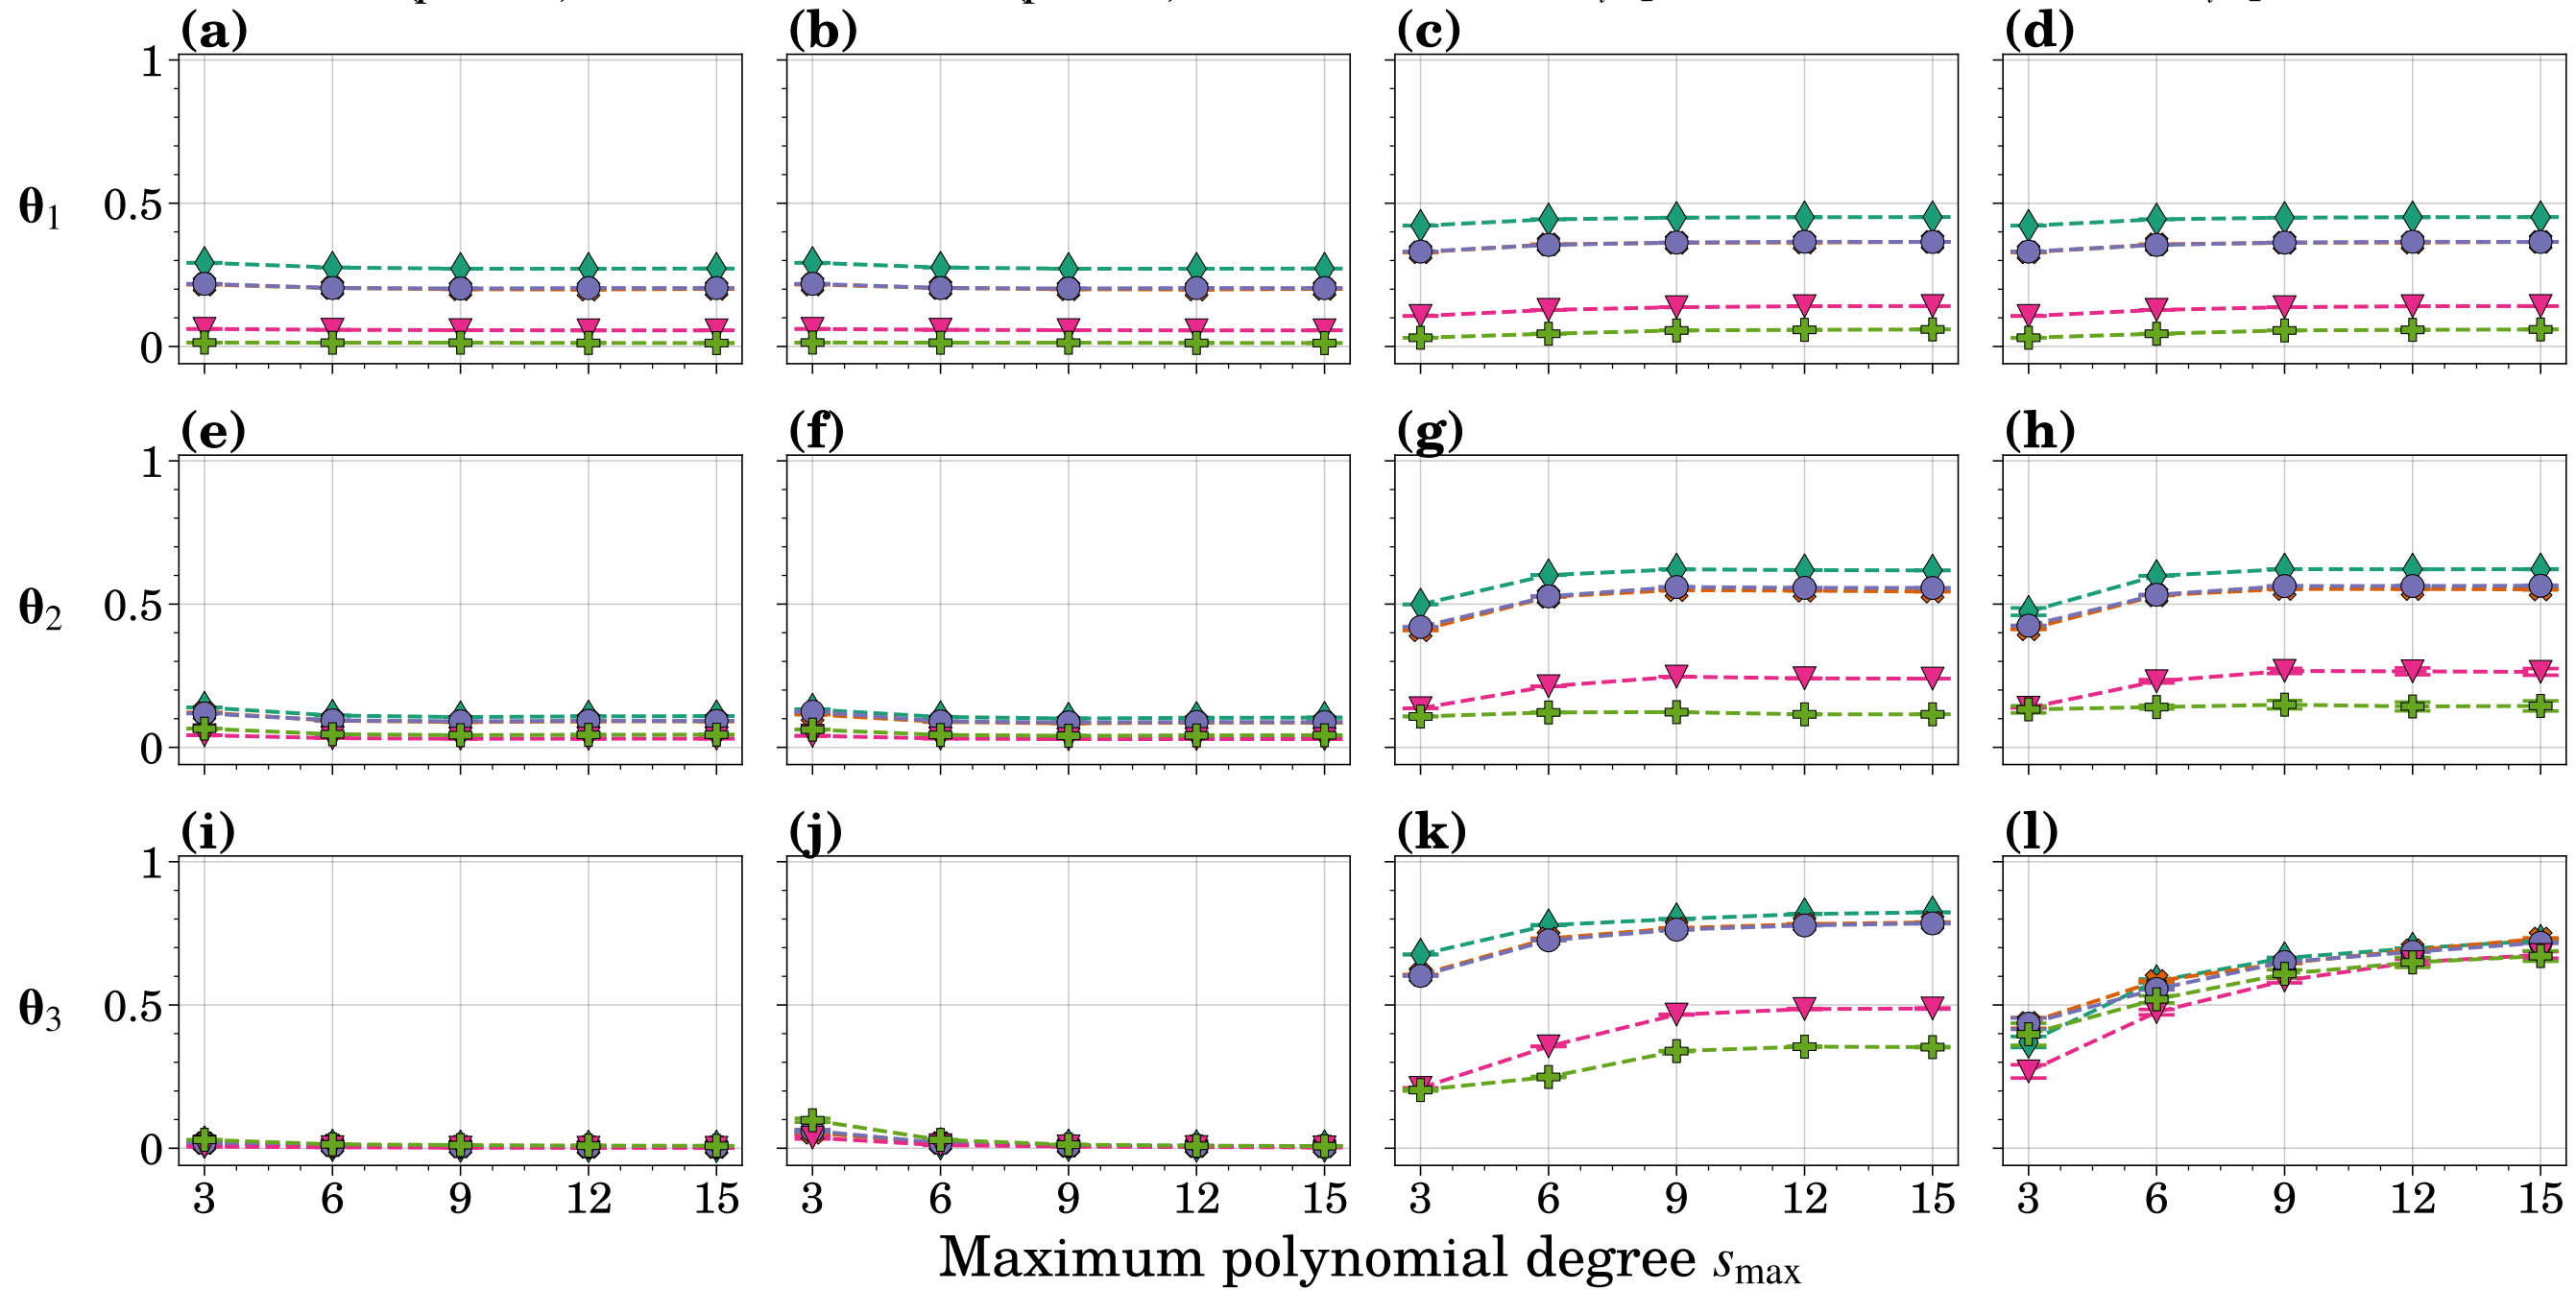 (a) (b) (c) (d)
1
θ1 0.5
0
(e) (f) (g) (h)
1
θ2 0.5
0
(i) (j) (k) (l)
1
θ3 0.5
0
3 6 9 12 15 3 6 9 12 15 3 6 9 12 15 3 6 9 12 15
Maximum polynomial degree smax